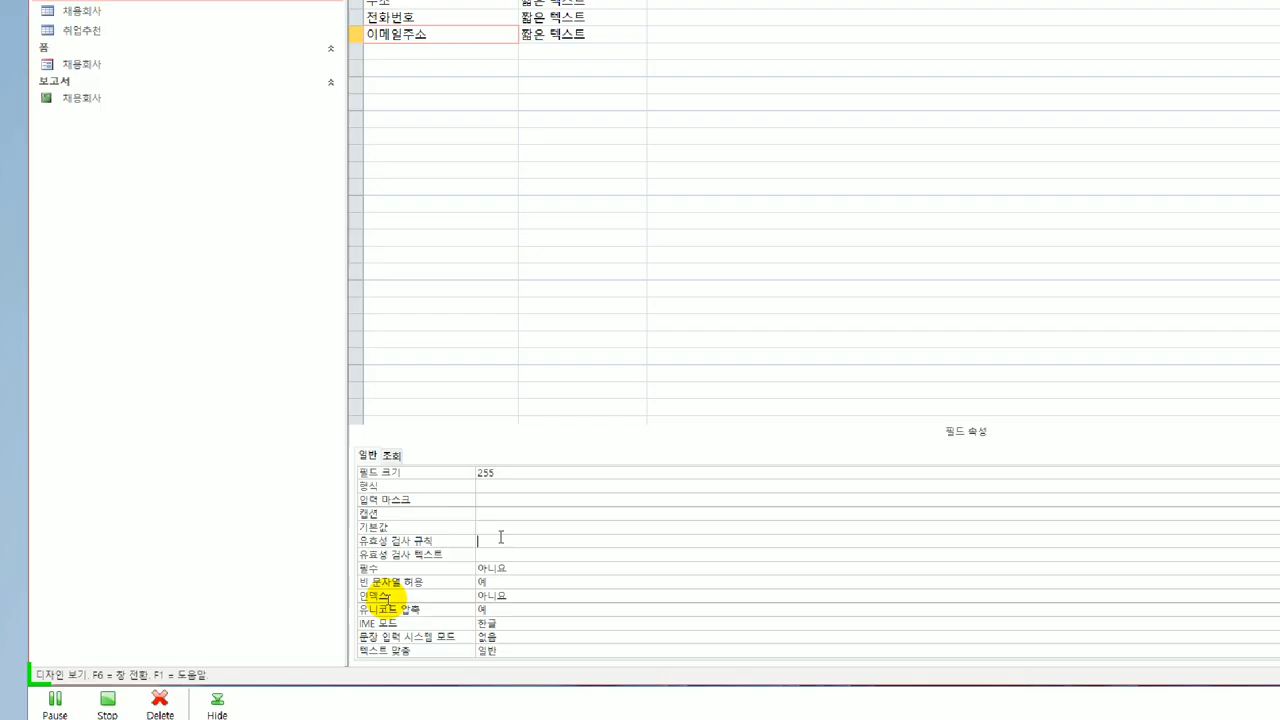 채용회사
취업추천
폼
채용회사
보고서
채용회사
주소 짧은 텍스트
전화번호 짧은 텍스트
이메일주소 짧은 텍스트
필드 속성
일반 조회
필드 크기 255
형식
입력 마스크
캡션
기본값
유효성 검사 규칙
유효성 검사 텍스트
필수 아니요
빈 문자열 허용 예
인덱스 아니요
유니코드 압축 예
IME 모드 한글
문장 입력 시스템 모드 없음
텍스트 맞춤 일반
디자인 보기. F6 = 창 전환. F1 = 도움말.
Pause Stop Delete Hide